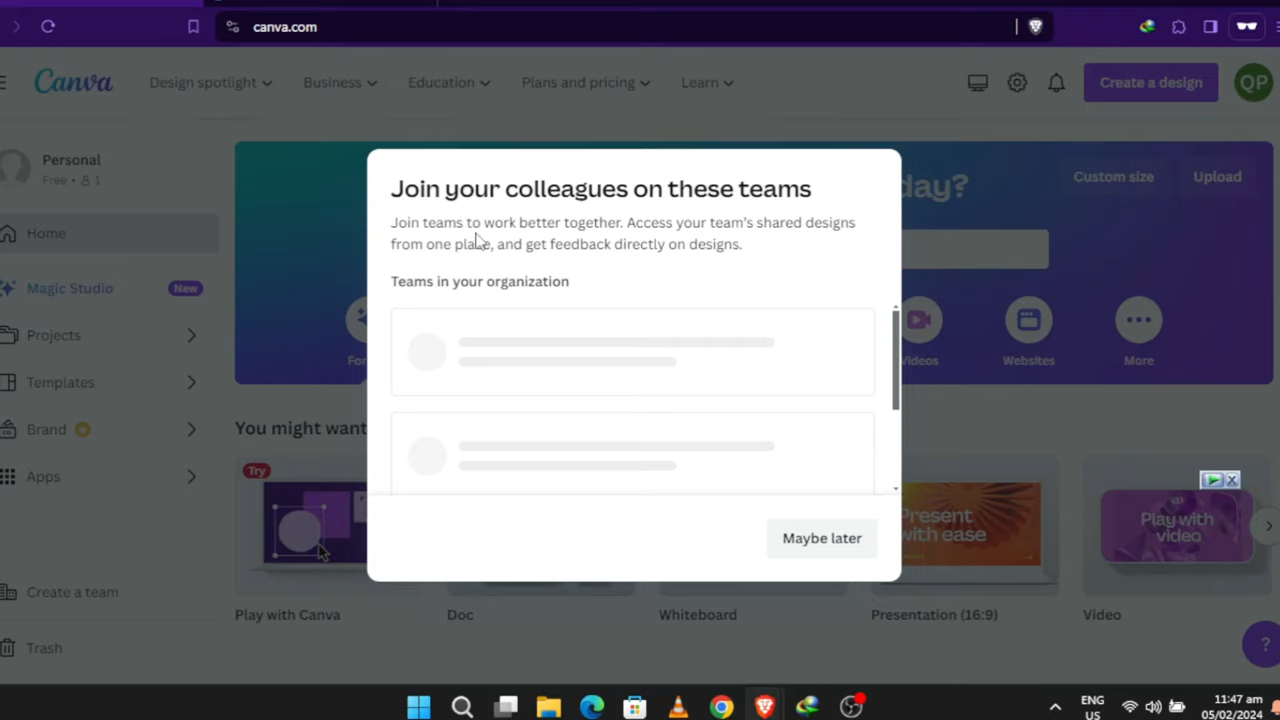 canva.com
Canva
Design spotlight
Business
Education
Plans and pricing
Learn
Create a design
QP
Personal
Free • 1
day?
Custom size
Upload
Home
Magic Studio
New
Projects
Templates
Brand
Apps
Create a team
Trash
Join your colleagues on these teams
Join teams to work better together. Access your team's shared designs
from one place, and get feedback directly on designs.
Teams in your organization
Maybe later
For
Videos
Websites
More
You might want
Try
Present
with ease
Play with
video
Play with Canva
Doc
Whiteboard
Presentation (16:9)
Video
?
ENG
US
11:47 am
05/02/2024